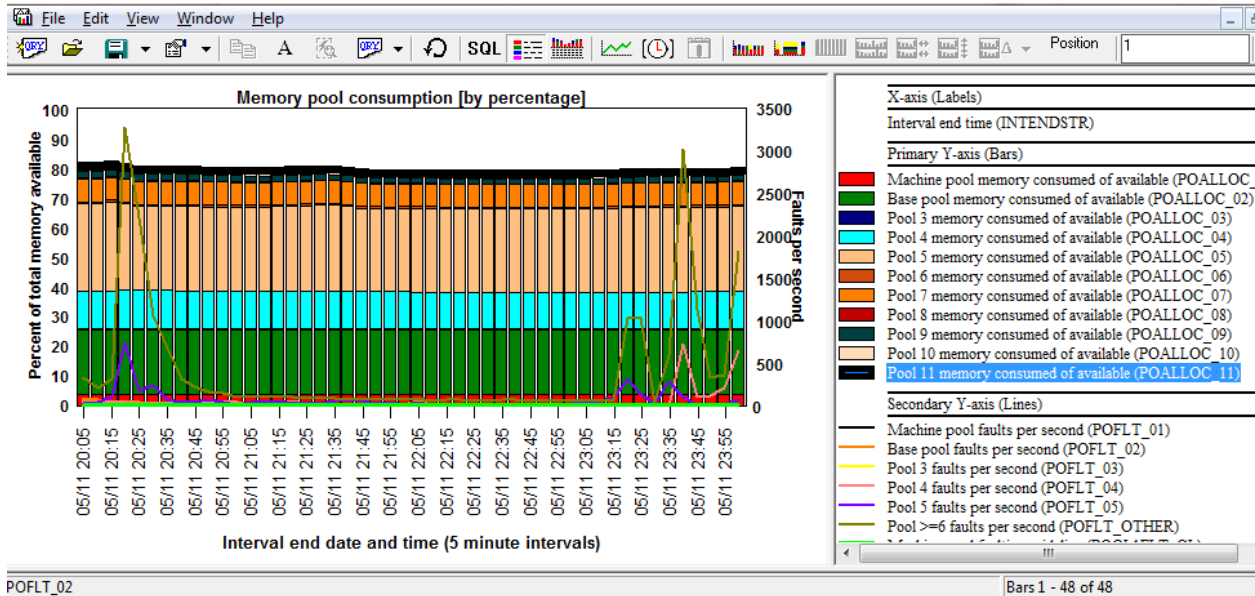 File Edit View Window Help
QRY A QRY SQL Position 1
Memory pool consumption [by percentage]
Percent of total memory available
100
90
80
70
60
50
40
30
20
10
0
3500
3000
2500
2000
1500
1000
500
0
Faults per second
05/11 20:05
05/11 20:15
05/11 20:25
05/11 20:35
05/11 20:45
05/11 20:55
05/11 21:05
05/11 21:15
05/11 21:25
05/11 21:35
05/11 21:45
05/11 21:55
05/11 22:05
05/11 22:15
05/11 22:25
05/11 22:35
05/11 22:45
05/11 22:55
05/11 23:05
05/11 23:15
05/11 23:25
05/11 23:35
05/11 23:45
05/11 23:55
Interval end date and time (5 minute intervals)
X-axis (Labels)
Interval end time (INTENDSTR)
Primary Y-axis (Bars)
Machine pool memory consumed of available (POALLOC_
Base pool memory consumed of available (POALLOC_02)
Pool 3 memory consumed of available (POALLOC_03)
Pool 4 memory consumed of available (POALLOC_04)
Pool 5 memory consumed of available (POALLOC_05)
Pool 6 memory consumed of available (POALLOC_06)
Pool 7 memory consumed of available (POALLOC_07)
Pool 8 memory consumed of available (POALLOC_08)
Pool 9 memory consumed of available (POALLOC_09)
Pool 10 memory consumed of available (POALLOC_10)
Pool 11 memory consumed of available (POALLOC_11)
Secondary Y-axis (Lines)
Machine pool faults per second (POFLT_01)
Base pool faults per second (POFLT_02)
Pool 3 faults per second (POFLT_03)
Pool 4 faults per second (POFLT_04)
Pool 5 faults per second (POFLT_05)
Pool >=6 faults per second (POFLT_OTHER)
POFLT_02
Bars 1 - 48 of 48